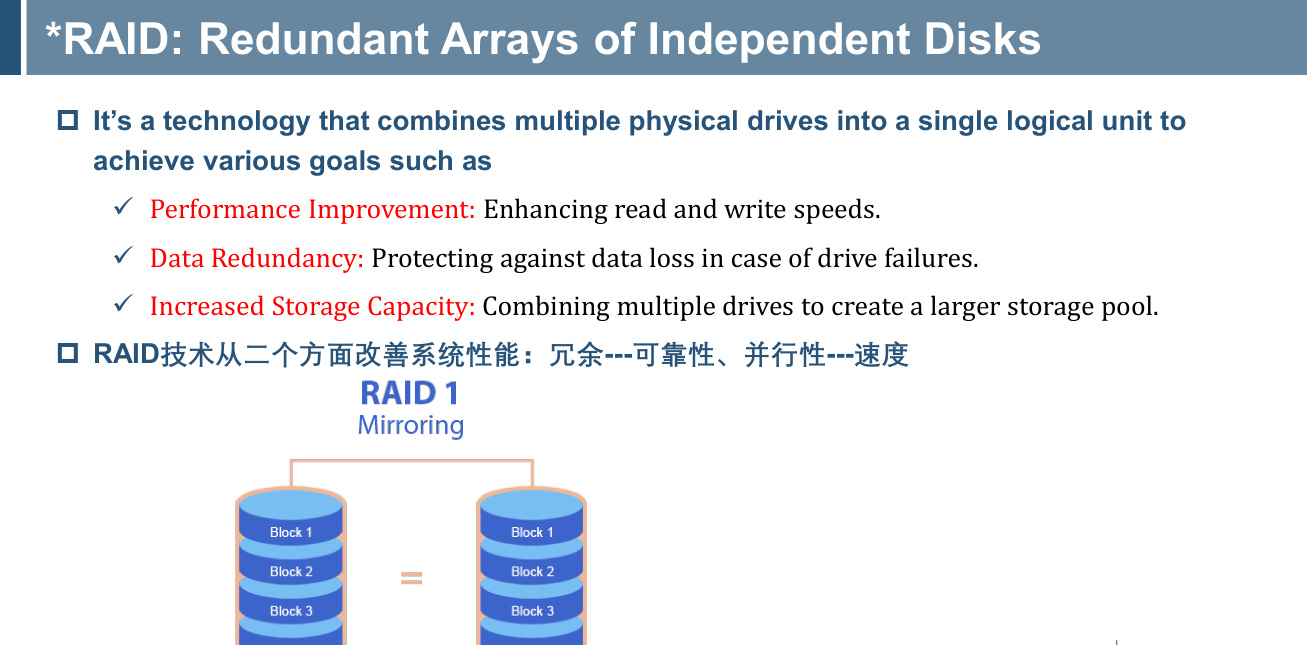 *RAID: Redundant Arrays of Independent Disks
It’s a technology that combines multiple physical drives into a single logical unit to
achieve various goals such as
Performance Improvement: Enhancing read and write speeds.
Data Redundancy: Protecting against data loss in case of drive failures.
Increased Storage Capacity: Combining multiple drives to create a larger storage pool.
RAID技术从二个方面改善系统性能：冗余---可靠性、并行性---速度
RAID 1
Mirroring
Block 1 Block 1
Block 2 = Block 2
Block 3 Block 3